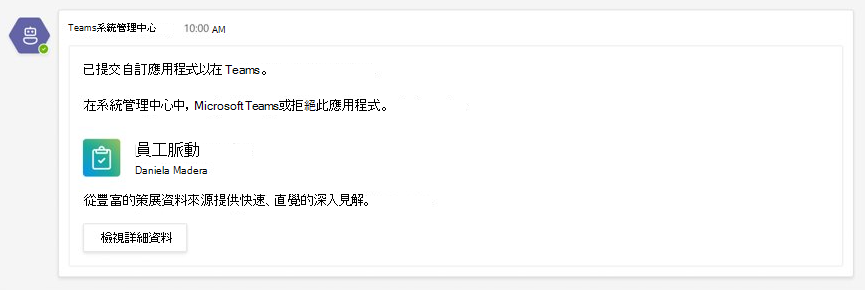 Teams系統管理中心 10:00 AM
已提交自訂應用程式以在 Teams。
在系統管理中心中, Microsoft Teams或拒絕此應用程式。
員工脈動
Daniela Madera
從豐富的策展資料來源提供快速、直覺的深入見解。
檢視詳細資料